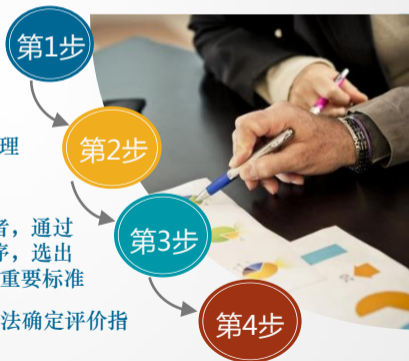 第1步
理
第2步
者，通过
序，选出
第3步
重要标准
法确定评价指
第4步